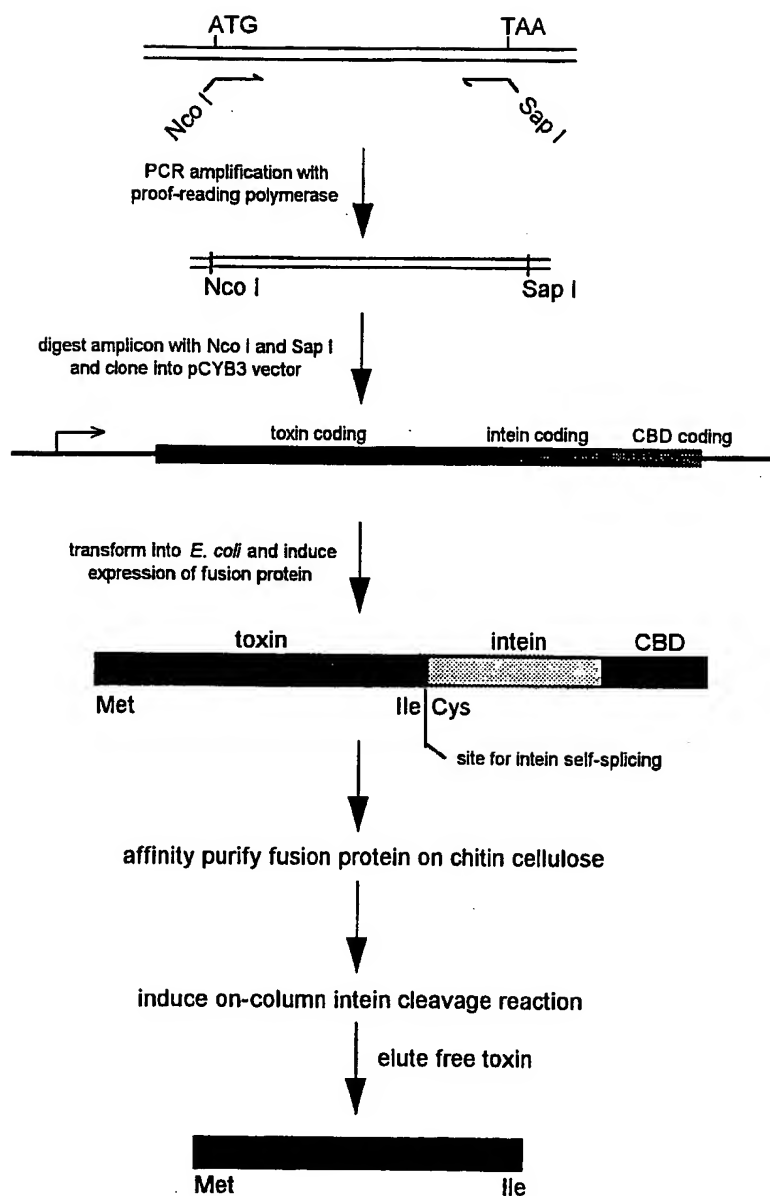 ATG
TAA
Nco I
Sap I
PCR amplification with
proof-reading polymerase
Nco I
Sap I
digest amplicon with Nco I and Sap I
and clone into pCYB3 vector
toxin coding
intein coding
CBD coding
transform into E. coli and induce
expression of fusion protein
toxin
intein
CBD
Met
Ile
Cys
site for intein self-splicing
affinity purify fusion protein on chitin cellulose
induce on-column intein cleavage reaction
elute free toxin
Met
Ile